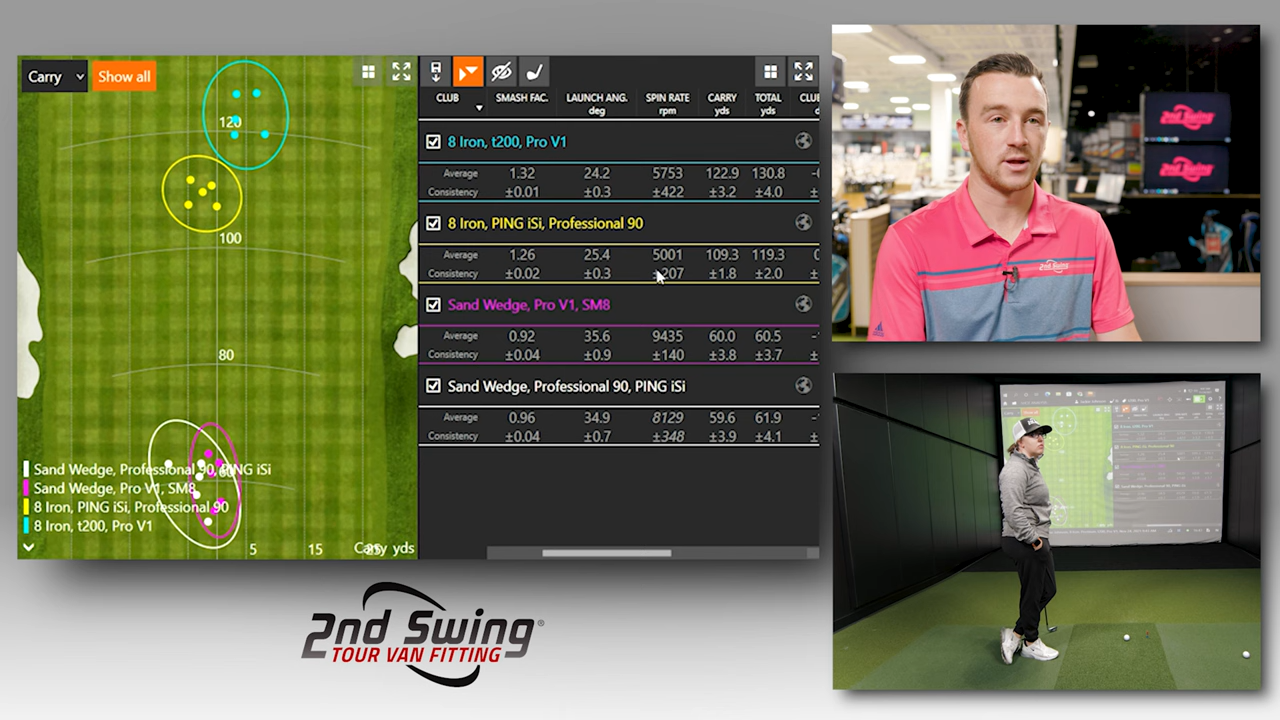 Carry
Show all
120
100
80
60
Sand Wedge, Professional 90, PING iSi
Sand Wedge, Pro V1, SM8
8 Iron, PING iSi, Professional 90
8 Iron, t200, Pro V1
5 15
Carry yds
CLUB SMASH FAC. LAUNCH ANG. SPIN RATE CARRY TOTAL
deg rpm yds yds
8 Iron, t200, Pro V1
Average 1.32 24.2 5753 122.9 130.8
Consistency ±0.01 ±0.3 ±422 ±3.2 ±4.0
8 Iron, PING iSi, Professional 90
Average 1.26 25.4 5001 109.3 119.3
Consistency ±0.02 ±0.3 ±207 ±1.8 ±2.0
Sand Wedge, Pro V1, SM8
Average 0.92 35.6 9435 60.0 60.5
Consistency ±0.04 ±0.9 ±140 ±3.8 ±3.7
Sand Wedge, Professional 90, PING iSi
Average 0.96 34.9 8129 59.6 61.9
Consistency ±0.04 ±0.7 ±348 ±3.9 ±4.1
2nd Swing®
TOUR VAN FITTING
2nd Swing
2nd Swing
2nd Swing
adidas